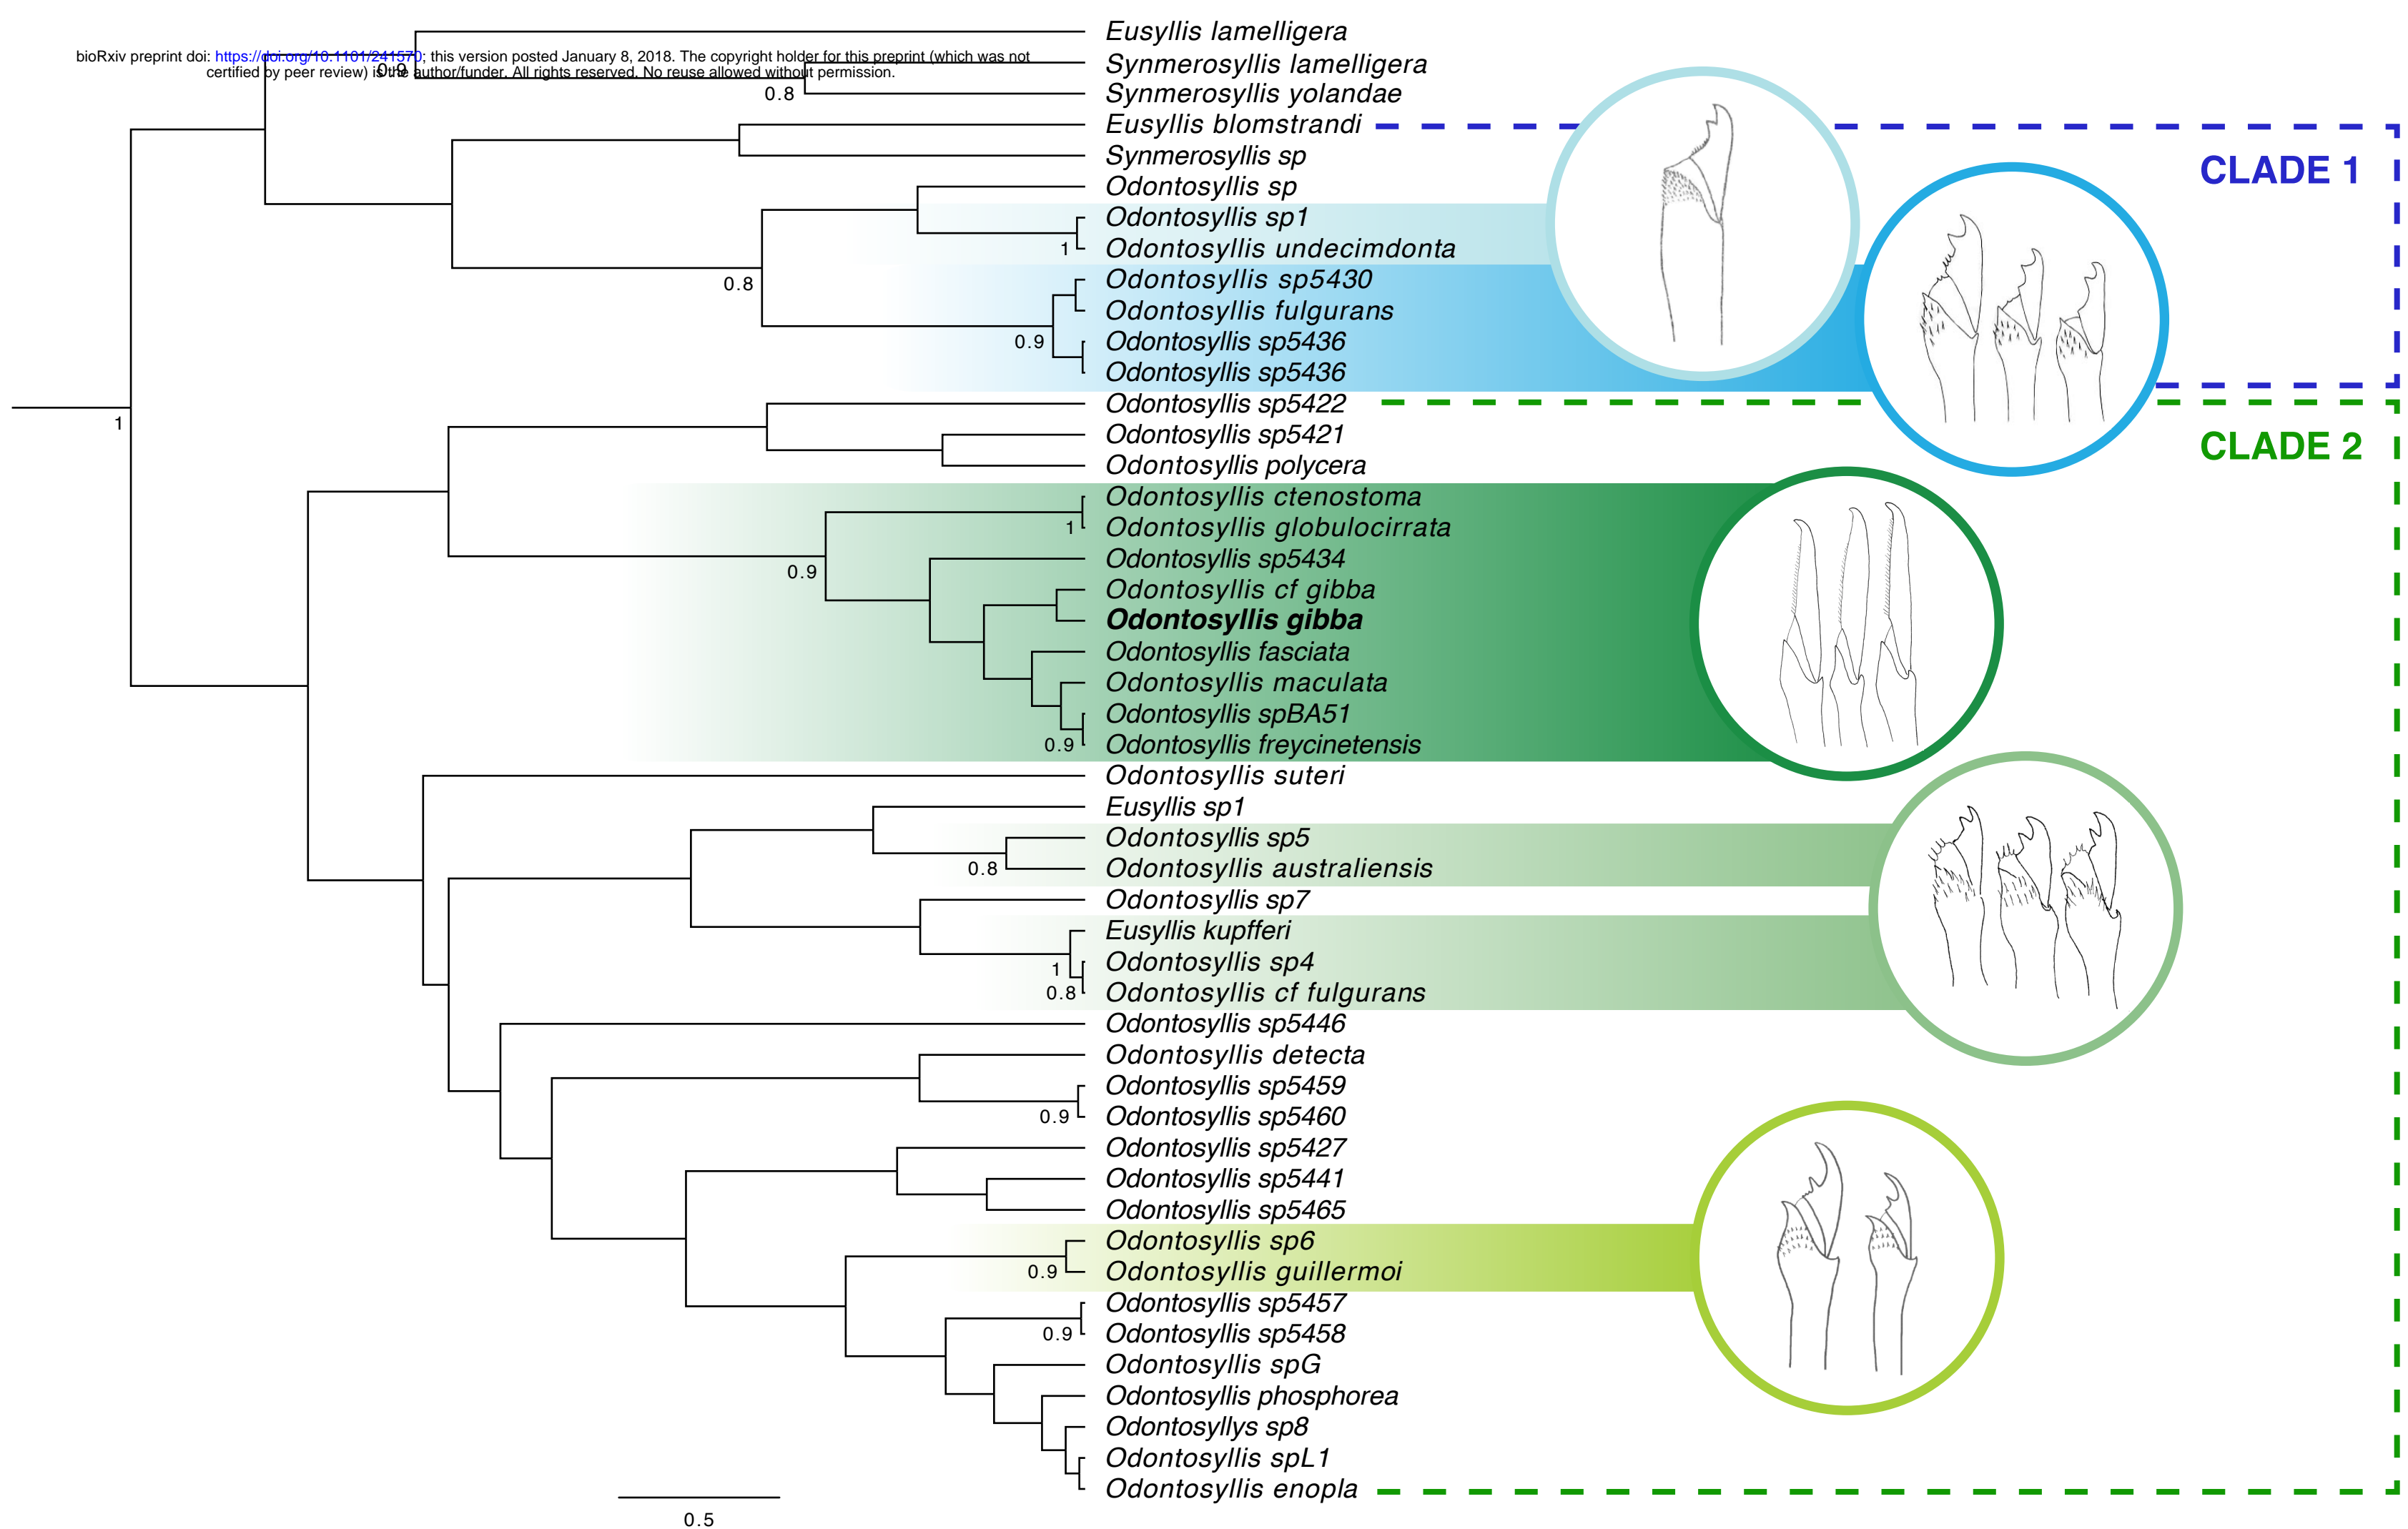 Eusyllis lamelligera
bioRxiv preprint doi: https://doi.org/10.1101/241570; this version posted January 8, 2018. The copyright holder for this preprint (which was not
certified by peer review) is the author/funder. All rights reserved. No reuse allowed without permission.
0.9
Synmerosyllis lamelligera
0.8
Synmerosyllis yolandae
Eusyllis blomstrandi
Synmerosyllis sp
CLADE 1
Odontosyllis sp
Odontosyllis sp1
1
Odontosyllis undecimdonta
0.8
Odontosyllis sp5430
Odontosyllis fulgurans
0.9
Odontosyllis sp5436
Odontosyllis sp5436
1
Odontosyllis sp5422
Odontosyllis sp5421
CLADE 2
Odontosyllis polycera
Odontosyllis ctenostoma
1
Odontosyllis globulocirrata
0.9
Odontosyllis sp5434
Odontosyllis cf gibba
Odontosyllis gibba
Odontosyllis fasciata
Odontosyllis maculata
Odontosyllis spBA51
0.9
Odontosyllis freycinetensis
Odontosyllis suteri
Eusyllis sp1
Odontosyllis sp5
0.8
Odontosyllis australiensis
Odontosyllis sp7
Eusyllis kupfferi
1
Odontosyllis sp4
0.8
Odontosyllis cf fulgurans
Odontosyllis sp5446
Odontosyllis detecta
Odontosyllis sp5459
0.9
Odontosyllis sp5460
Odontosyllis sp5427
Odontosyllis sp5441
Odontosyllis sp5465
Odontosyllis sp6
0.9
Odontosyllis guillermoi
Odontosyllis sp5457
0.9
Odontosyllis sp5458
Odontosyllis spG
Odontosyllis phosphorea
Odontosyllys sp8
Odontosyllis spL1
Odontosyllis enopla
0.5